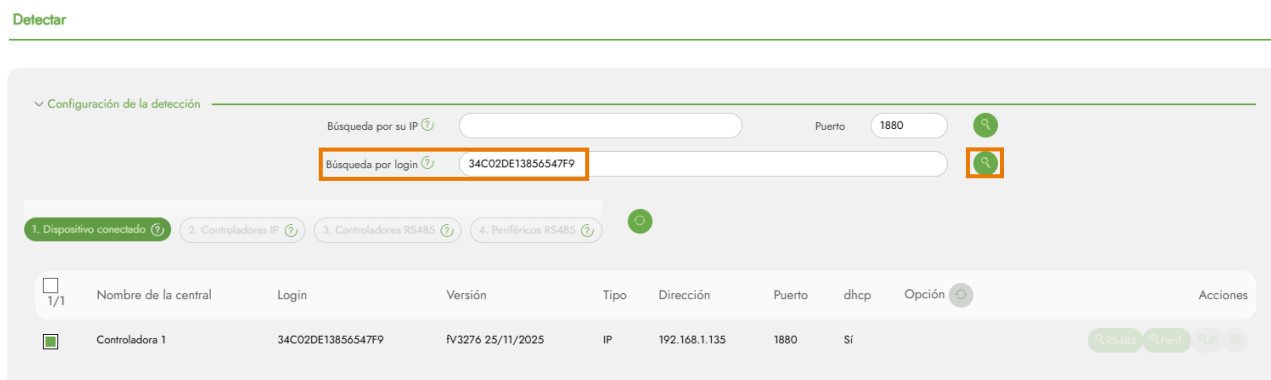 Detectar
Configuración de la detección
Búsqueda por su IP ? Puerto 1880
Búsqueda por login ? 34C02DE13856547F9
1. Dispositivo conectado ? 2. Controladores IP ? 3. Controladores RS485 ? 4. Periféricos RS485 ?
1/1 Nombre de la central Login Versión Tipo Dirección Puerto dhcp Opción Acciones
Controladora 1 34C02DE13856547F9 fV3276 25/11/2025 IP 192.168.1.135 1880 Sí RS485 Perif. IP